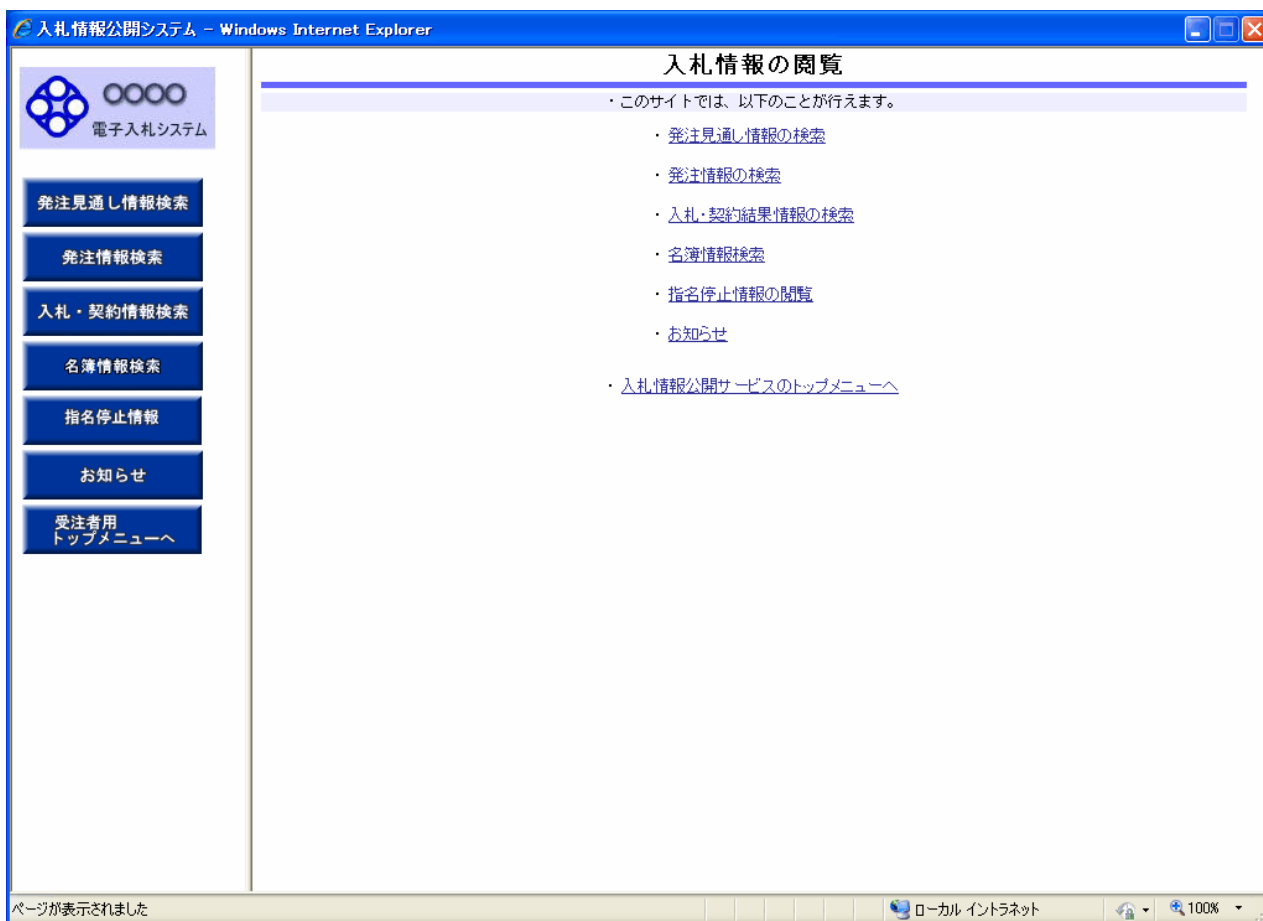 入札情報公開システム - Windows Internet Explorer
〇〇〇〇
電子入札システム
発注見通し情報検索
発注情報検索
入札・契約情報検索
名簿情報検索
指名停止情報
お知らせ
受注者用
トップメニューへ
入札情報の閲覧
・このサイトでは、以下のことが行えます。
・ 発注見通し情報の検索
・ 発注情報の検索
・ 入札・契約結果情報の検索
・ 名簿情報検索
・ 指名停止情報の閲覧
・ お知らせ
・ 入札情報公開サービスのトップメニューへ
ページが表示されました
ローカル イントラネット
100%